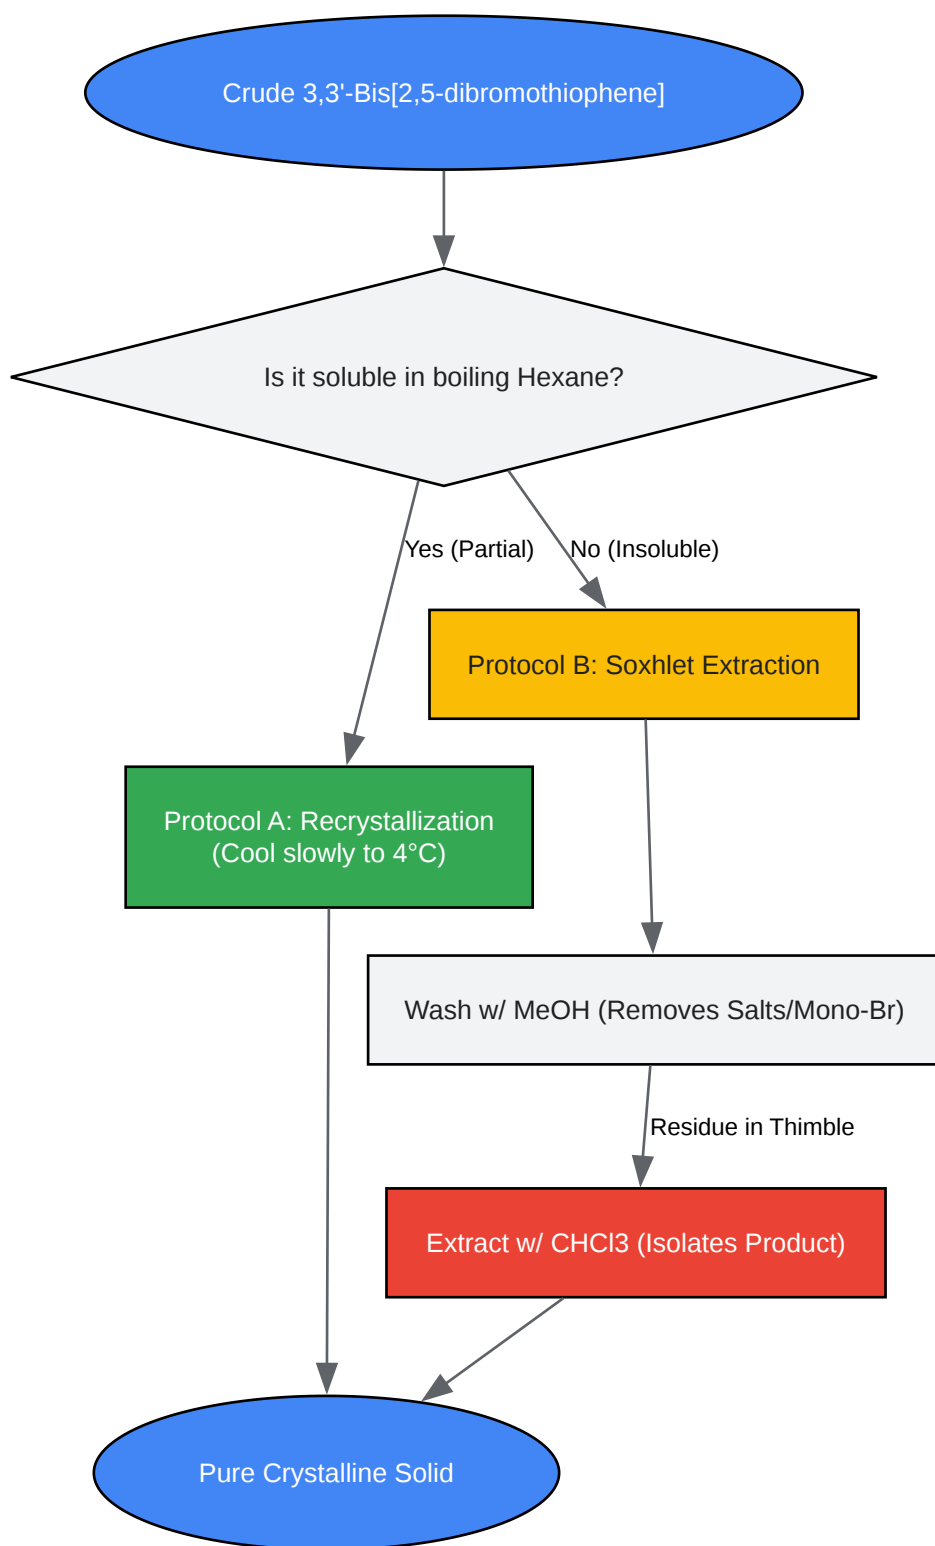 Crude 3,3'-Bis[2,5-dibromothiophene]
Is it soluble in boiling Hexane?
Yes (Partial)
No (Insoluble)
Protocol B: Soxhlet Extraction
Protocol A: Recrystallization
(Cool slowly to 4°C)
Wash w/ MeOH (Removes Salts/Mono-Br)
Residue in Thimble
Extract w/ CHCl3 (Isolates Product)
Pure Crystalline Solid